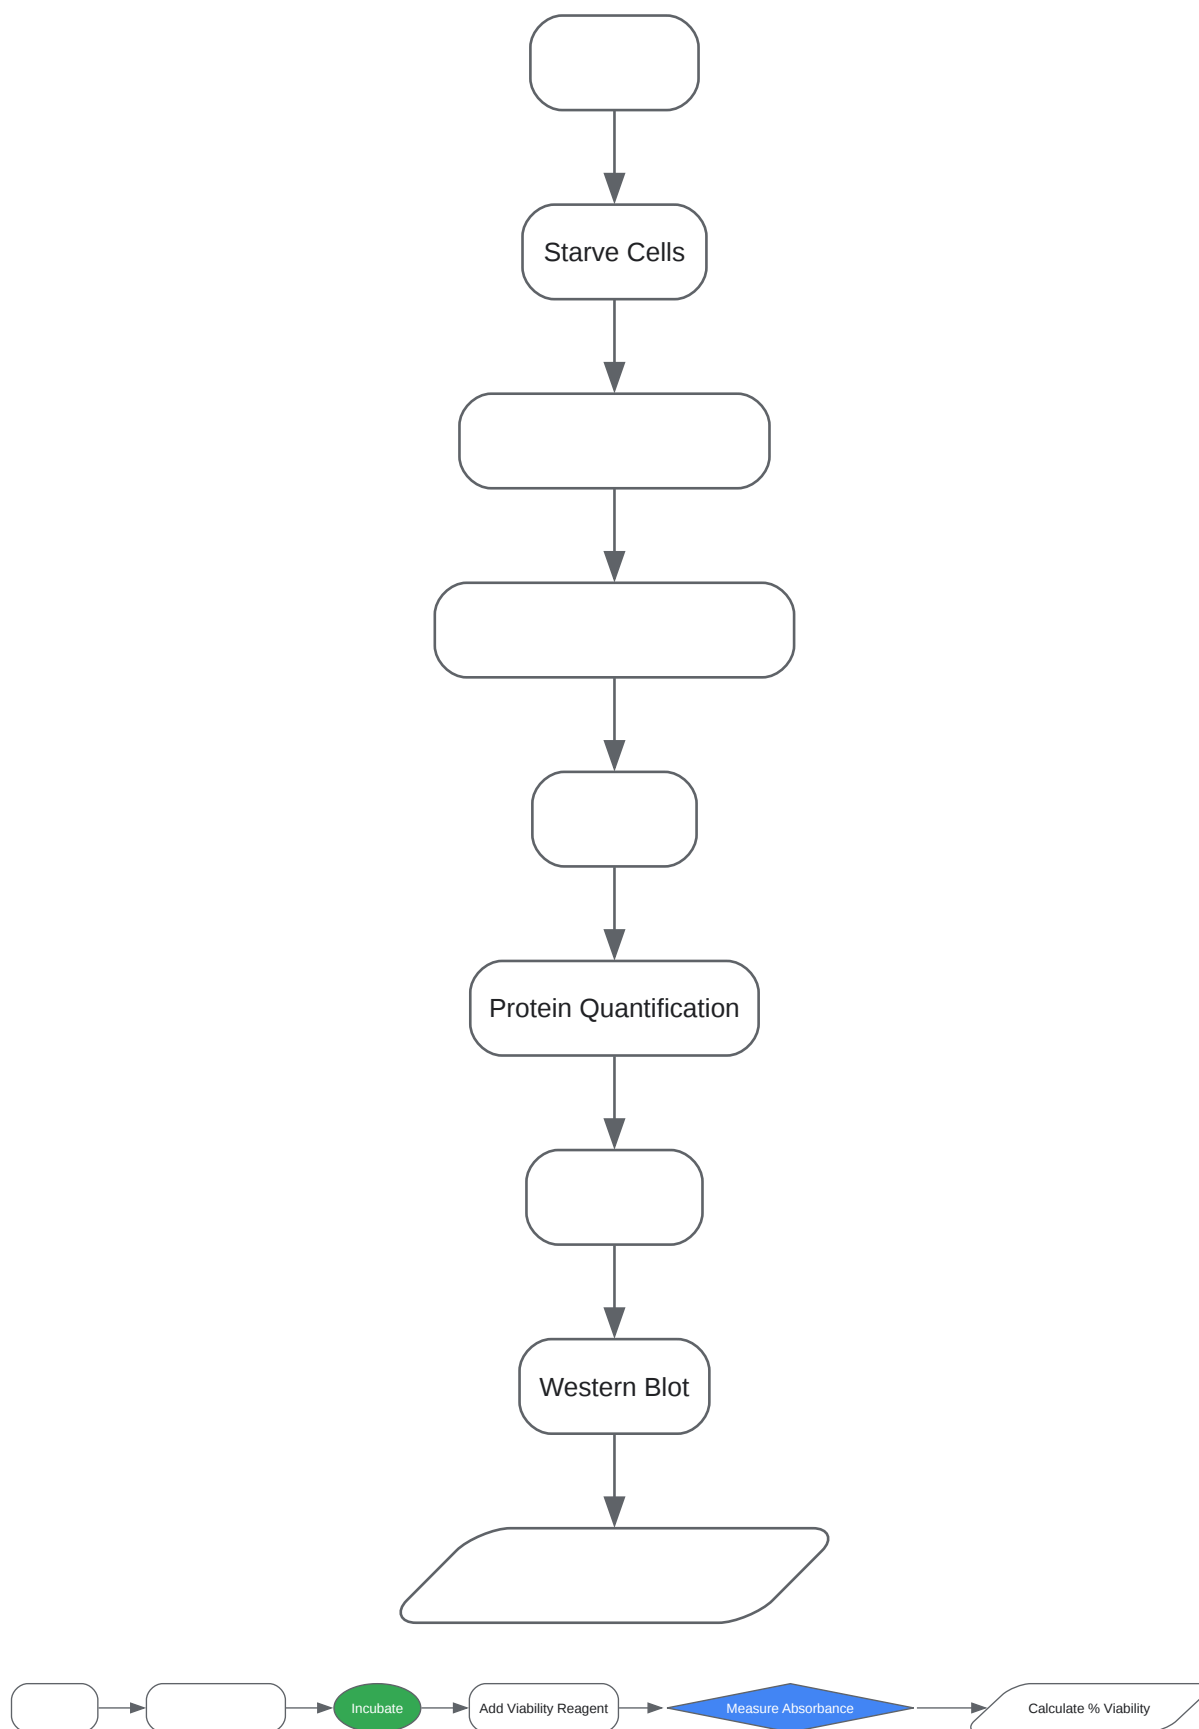 Starve Cells
Protein Quantification
Western Blot
Incubate
Add Viability Reagent
Measure Absorbance
Calculate % Viability